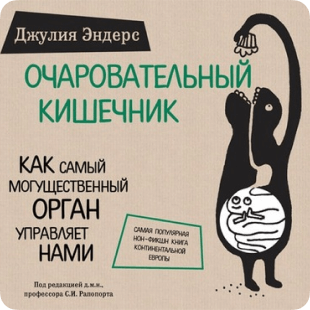 Джулия Эндерс
ОЧАРОВАТЕЛЬНЫЙ
КИШЕЧНИК
КАК САМЫЙ
МОГУЩЕСТВЕННЫЙ
ОРГАН
УПРАВЛЯЕТ
НАМИ
САМАЯ ПОПУЛЯРНАЯ
НОН-ФИКШН КНИГА
КОНТИНЕНТАЛЬНОЙ
ЕВРОПЫ
Под редакцией д.м.н.,
профессора С.И. Рапопорта